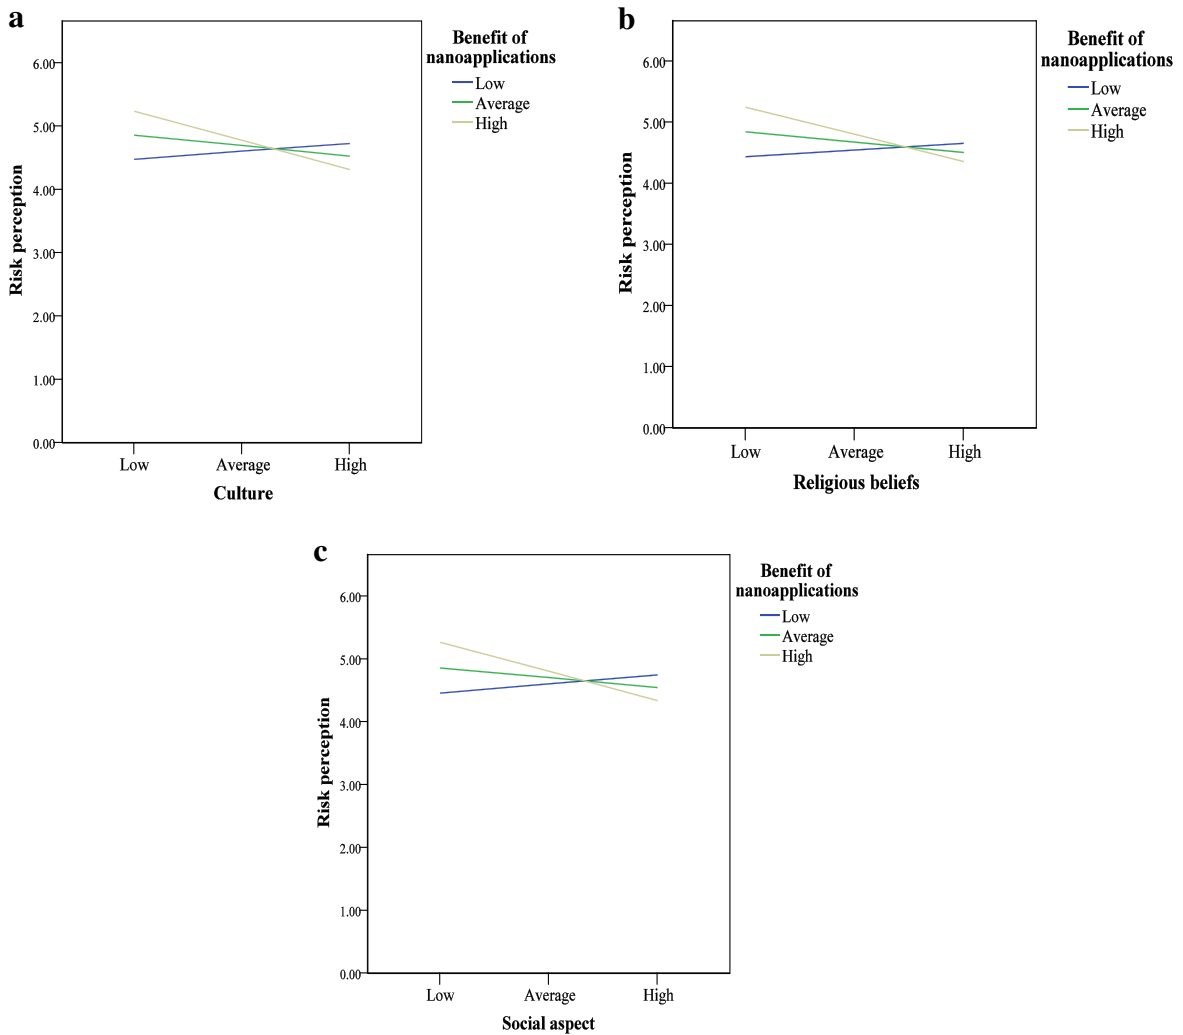 a
Benefit of
nanoapplications
Low
Average
High
6.00
5.00
4.00
3.00
2.00
1.00
0.00
Risk perception
Low Average High
Culture
b
Benefit of
nanoapplications
Low
Average
High
6.00
5.00
4.00
3.00
2.00
1.00
0.00
Risk perception
Low Average High
Religious beliefs
c
Benefit of
nanoapplications
Low
Average
High
6.00
5.00
4.00
3.00
2.00
1.00
0.00
Risk perception
Low Average High
Social aspect